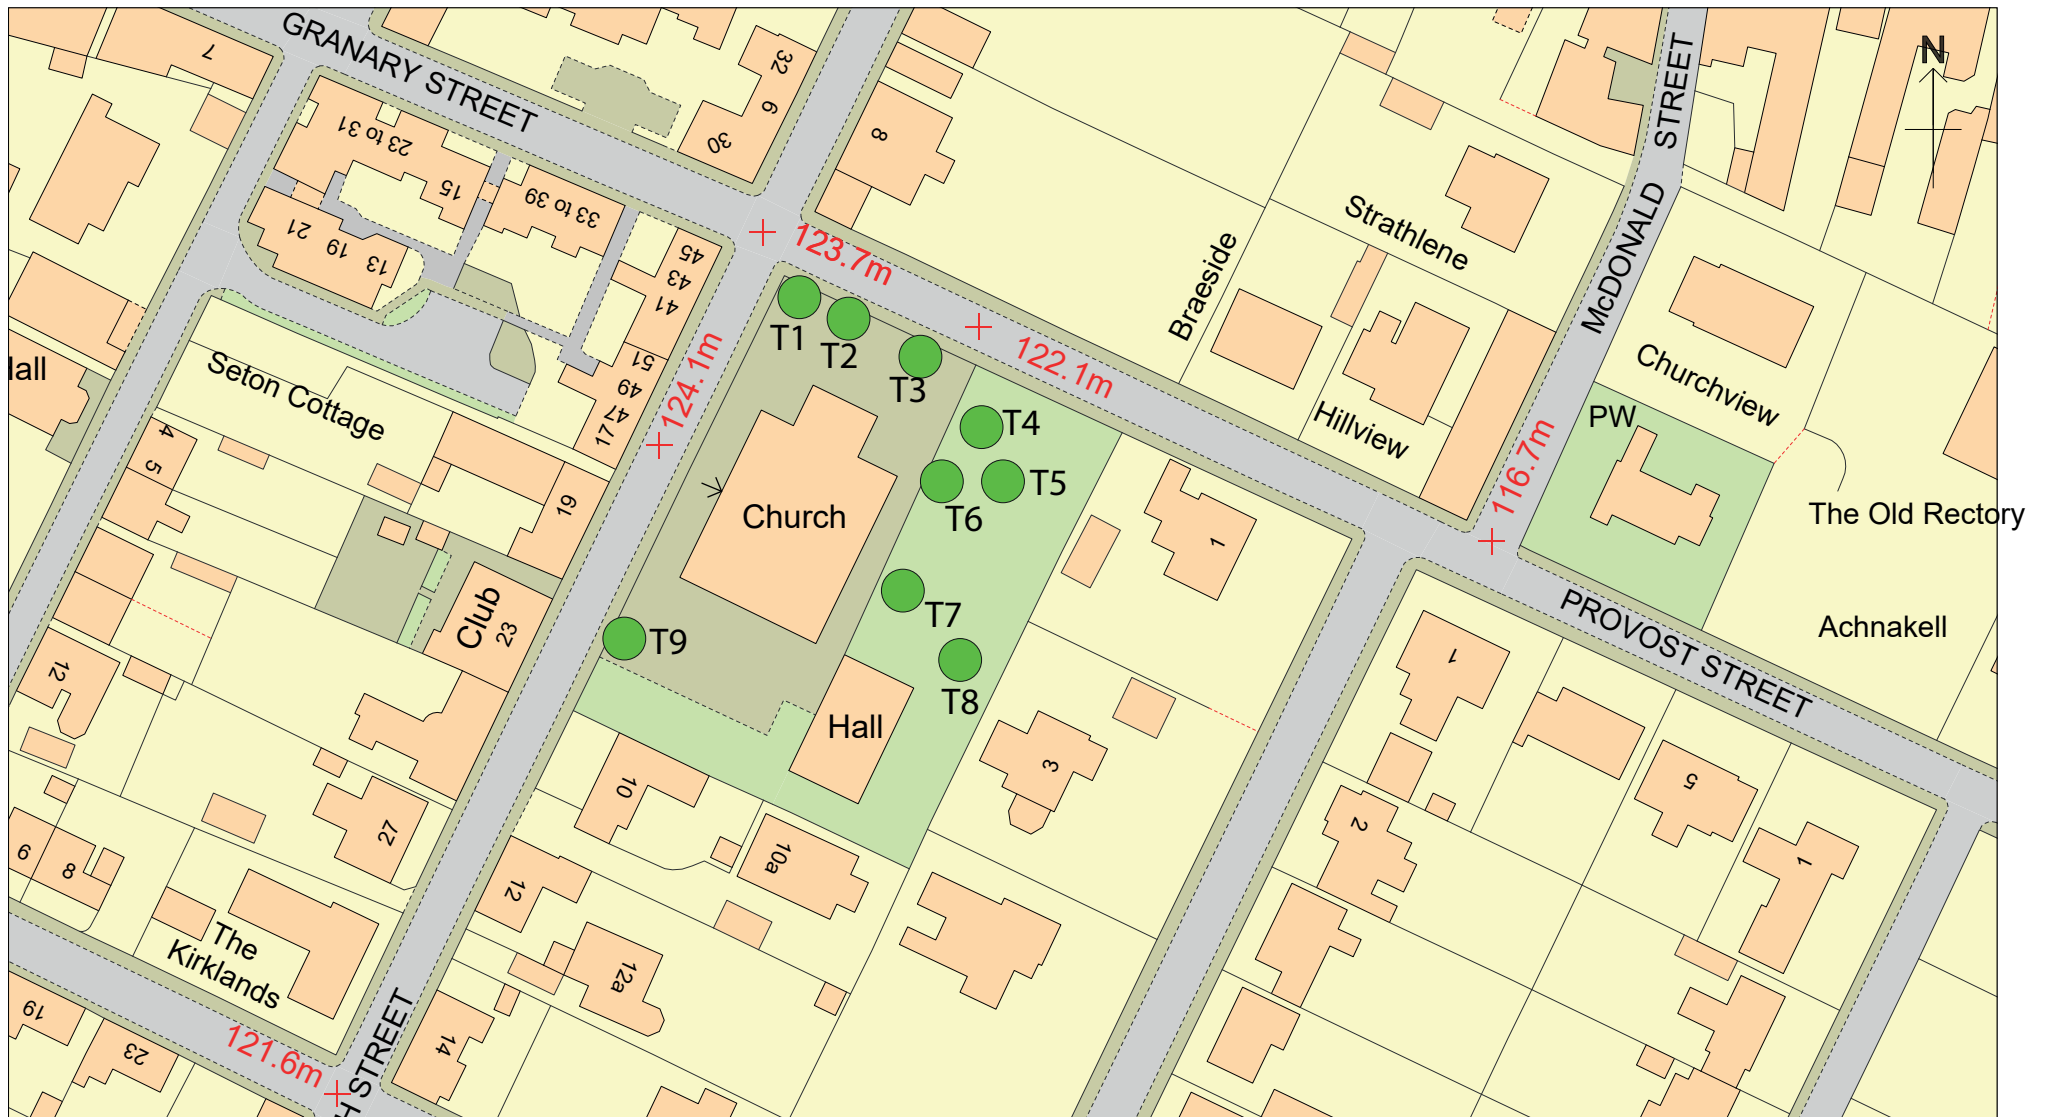 GRANARY STREET
7
32
6
30
8
N
McDONALD STREET
23 to 31
15
33 to 39
21
19
13
45
43
41
51
49
47
17
123.7m
122.1m
124.1m
116.7m
121.6m
Strathlene
Braeside
Hillview
Churchview
PW
The Old Rectory
Achnakell
PROVOST STREET
T1
T2
T3
T4
T5
T6
T7
T8
T9
Church
Hall
Seton Cottage
4
5
19
Club
23
12
27
9
8
The
Kirklands
19
23
H STREET
10
10a
12
12a
14
1
3
1
2
5
1